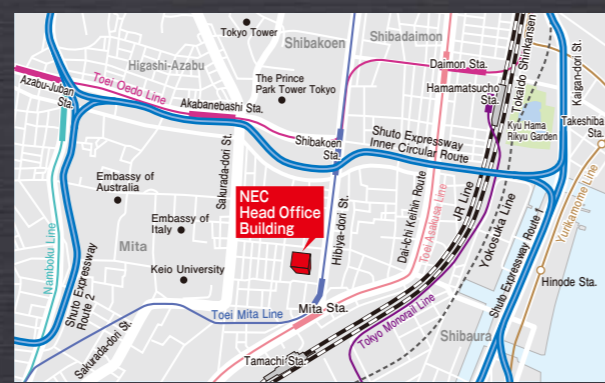 Tokyo Tower
Shibakoen
Shibadaimon
Higashi-Azabu
Daimon Sta.
Azabu-Juban
Sta.
Toei Oedo Line
The Prince
Park Tower Tokyo
Hamamatsucho
Sta.
Tokaido Shinkansen
Kaigan-dori St.
Akabanebashi Sta.
Kyu Hama
Rikyu Garden
Takeshiba
Sta.
Shibakoen
Sta.
Shuto Expressway
Inner Circular Route
Sakurada-dori St.
Embassy of
Australia
NEC
Head Office
Building
Hibiya-dori St.
Dai-Ichi Keihin Route
Toei Asakusa Line
JR Line
Yokosuka Line
Yurikamome Line
Embassy of
Italy
Mita
Namboku Line
Shuto Expressway
Route 2
Keio University
Shuto Expressway Route 1
Hinode Sta.
Toei Mita Line
Mita Sta.
Tokyo Monorail Line
Shibaura
Sakurada-dori St.
Tamachi Sta.